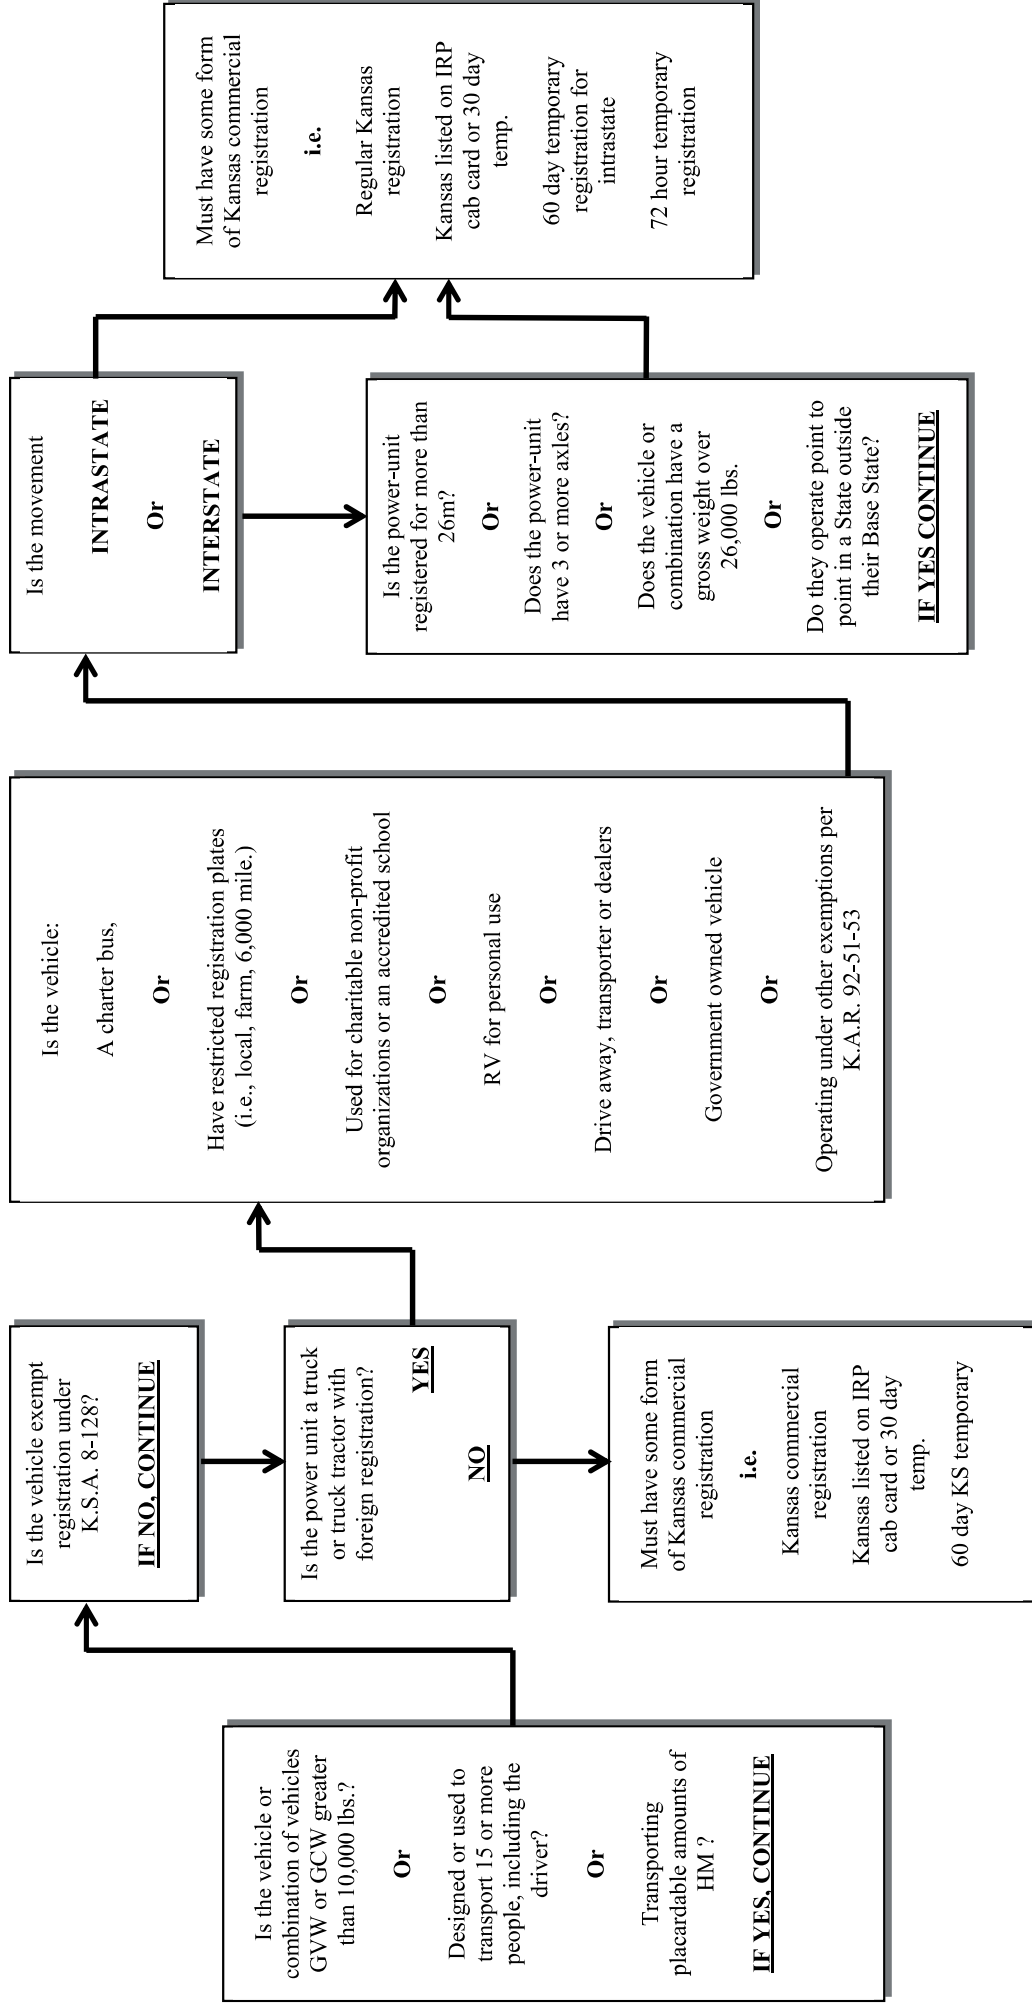 Is the vehicle or
combination of vehicles
GVW or GCW greater
than 10,000 lbs.?
Or
Designed or used to
transport 15 or more
people, including the
driver?
Or
Transporting
placardable amounts of
HM ?
IF YES, CONTINUE
Is the vehicle exempt
registration under
K.S.A. 8-128?
IF NO, CONTINUE
Is the power unit a truck
or truck tractor with
foreign registration?
YES
NO
Must have some form
of Kansas commercial
registration
i.e.
Kansas commercial
registration
Kansas listed on IRP
cab card or 30 day
temp.
60 day KS temporary
Is the vehicle:
A charter bus,
Or
Have restricted registration plates
(i.e., local, farm, 6,000 mile.)
Or
Used for charitable non-profit
organizations or an accredited school
Or
RV for personal use
Or
Drive away, transporter or dealers
Or
Government owned vehicle
Or
Operating under other exemptions per
K.A.R. 92-51-53
Is the movement
INTRASTATE
Or
INTERSTATE
Is the power-unit
registered for more than
26m?
Or
Does the power-unit
have 3 or more axles?
Or
Does the vehicle or
combination have a
gross weight over
26,000 lbs.
Or
Do they operate point to
point in a State outside
their Base State?
IF YES CONTINUE
Must have some form
of Kansas commercial
registration
i.e.
Regular Kansas
registration
Kansas listed on IRP
cab card or 30 day
temp.
60 day temporary
registration for
intrastate
72 hour temporary
registration